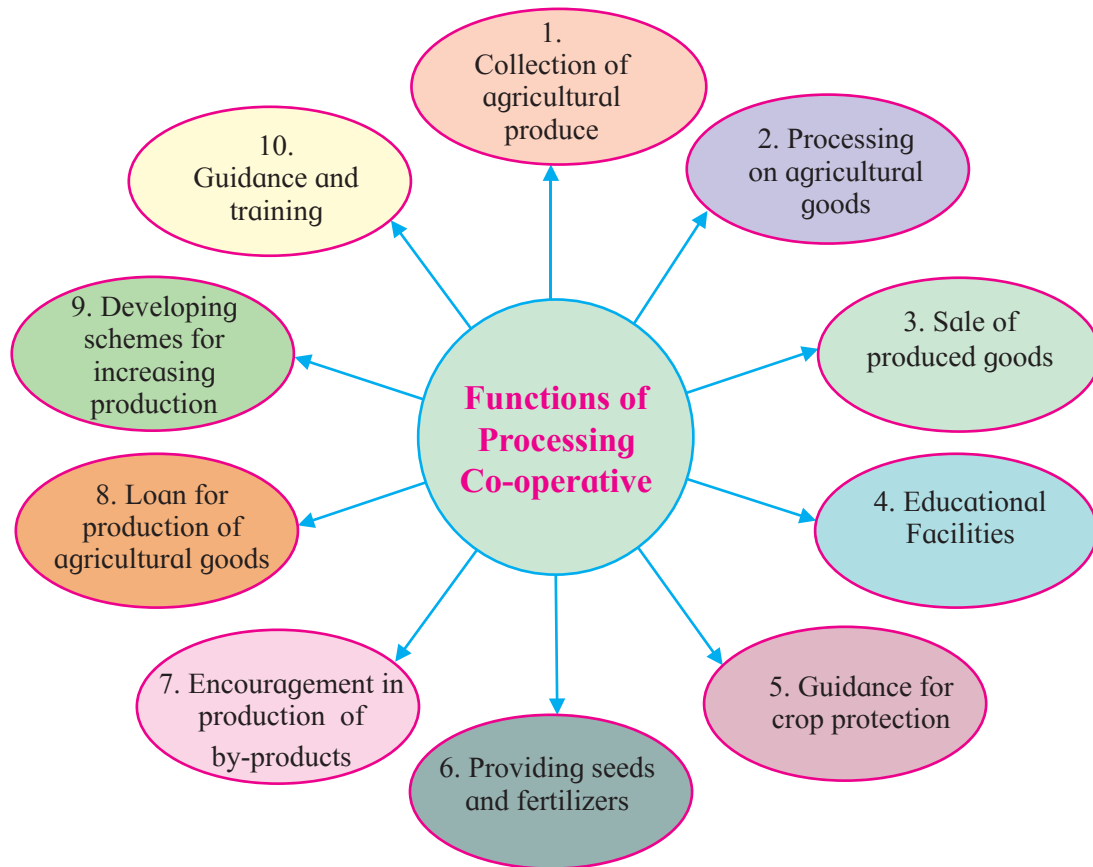 1.
Collection of
agricultural
produce
2. Processing
on agricultural
goods
3. Sale of
produced goods
4. Educational
Facilities
5. Guidance for
crop protection
6. Providing seeds
and fertilizers
7. Encouragement in
production of
by-products
8. Loan for
production of
agricultural goods
9. Developing
schemes for
increasing
production
10.
Guidance and
training
Functions of
Processing
Co-operative